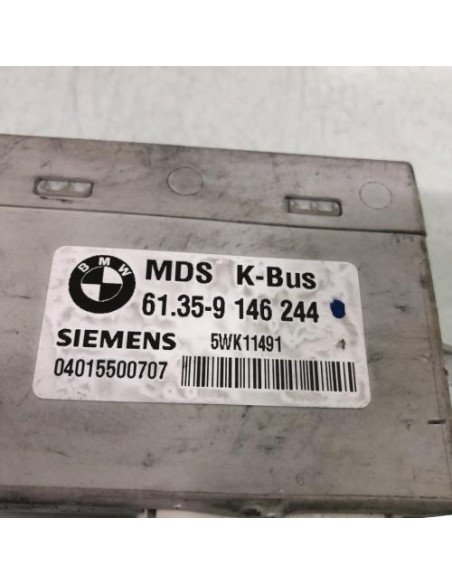 BMW
MDS K-Bus
61.35-9 146 244
SIEMENS 5WK11491
04015500707